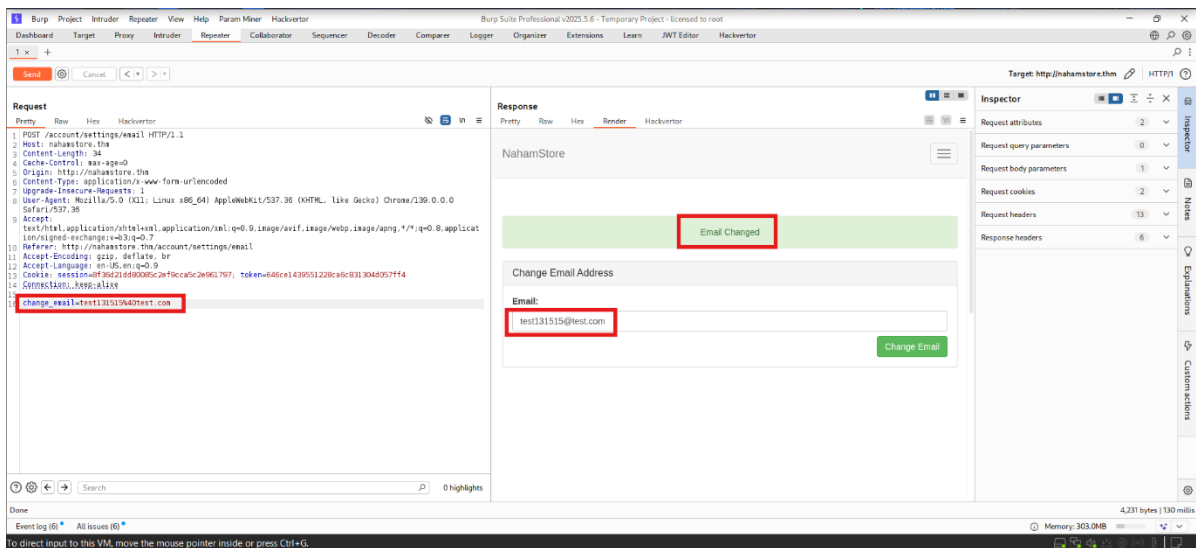 Burp Project Intruder Repeater View Help Param Miner Hackvertor
Burp Suite Professional v2025.5.6 - Temporary Project - licensed to root
Dashboard Target Proxy Intruder Repeater Collaborator Sequencer Decoder Comparer Logger Organizer Extensions Learn JWT Editor Hackvertor
1 × +
Send Cancel < >
Target: http://nahamstore.thm HTTP/1
Request
Pretty Raw Hex Hackvertor
1 POST /account/settings/email HTTP/1.1
2 Host: nahamstore.thm
3 Content-Length: 34
4 Cache-Control: max-age=0
5 Origin: http://nahamstore.thm
6 Content-Type: application/x-www-form-urlencoded
7 Upgrade-Insecure-Requests: 1
8 User-Agent: Mozilla/5.0 (X11; Linux x86_64) AppleWebKit/537.36 (KHTML, like Gecko) Chrome/139.0.0.0
Safari/537.36
9 Accept:
text/html,application/xhtml+xml,application/xml;q=0.9,image/avif,image/webp,image/apng,*/*;q=0.8,applicat
ion/signed-exchange;v=b3;q=0.7
10 Referer: http://nahamstore.thm/account/settings/email
11 Accept-Encoding: gzip, deflate, br
12 Accept-Language: en-US,en;q=0.9
13 Cookie: session=8f36d21dd80085c2ef9cca5c2e961797; token=646ce1439551228ca6c831304d057ff4
14 Connection: keep-alive
15
16 change_email=test131515%40test.com
Search
0 highlights
Response
Pretty Raw Hex Render Hackvertor
NahamStore
Email Changed
Change Email Address
Email:
test131515@test.com
Change Email
Inspector
Request attributes 2
Request query parameters 0
Request body parameters 1
Request cookies 2
Request headers 13
Response headers 6
Inspector
Notes
Explanations
Custom actions
Done
4,231 bytes | 130 millis
Event log (6) All issues (6)
Memory: 303.0MB
To direct input to this VM, move the mouse pointer inside or press Ctrl+G.